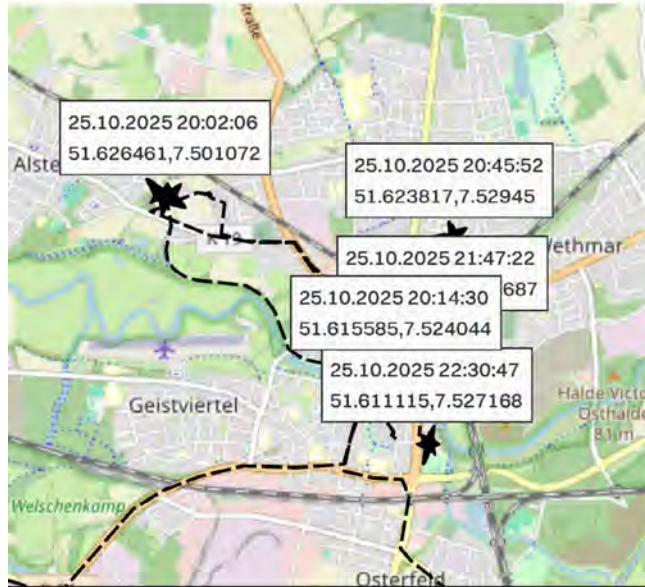 Straße
25.10.2025 20:02:06
51.626461,7.501072
Alste
25.10.2025 20:45:52
51.623817,7.52945
K 19
Wethmar
25.10.2025 21:47:22
687
25.10.2025 20:14:30
51.615585,7.524044
25.10.2025 22:30:47
51.611115,7.527168
Geistviertel
Halde Victo
Osthalde
81 m
Welschenkamp
Osterfeld